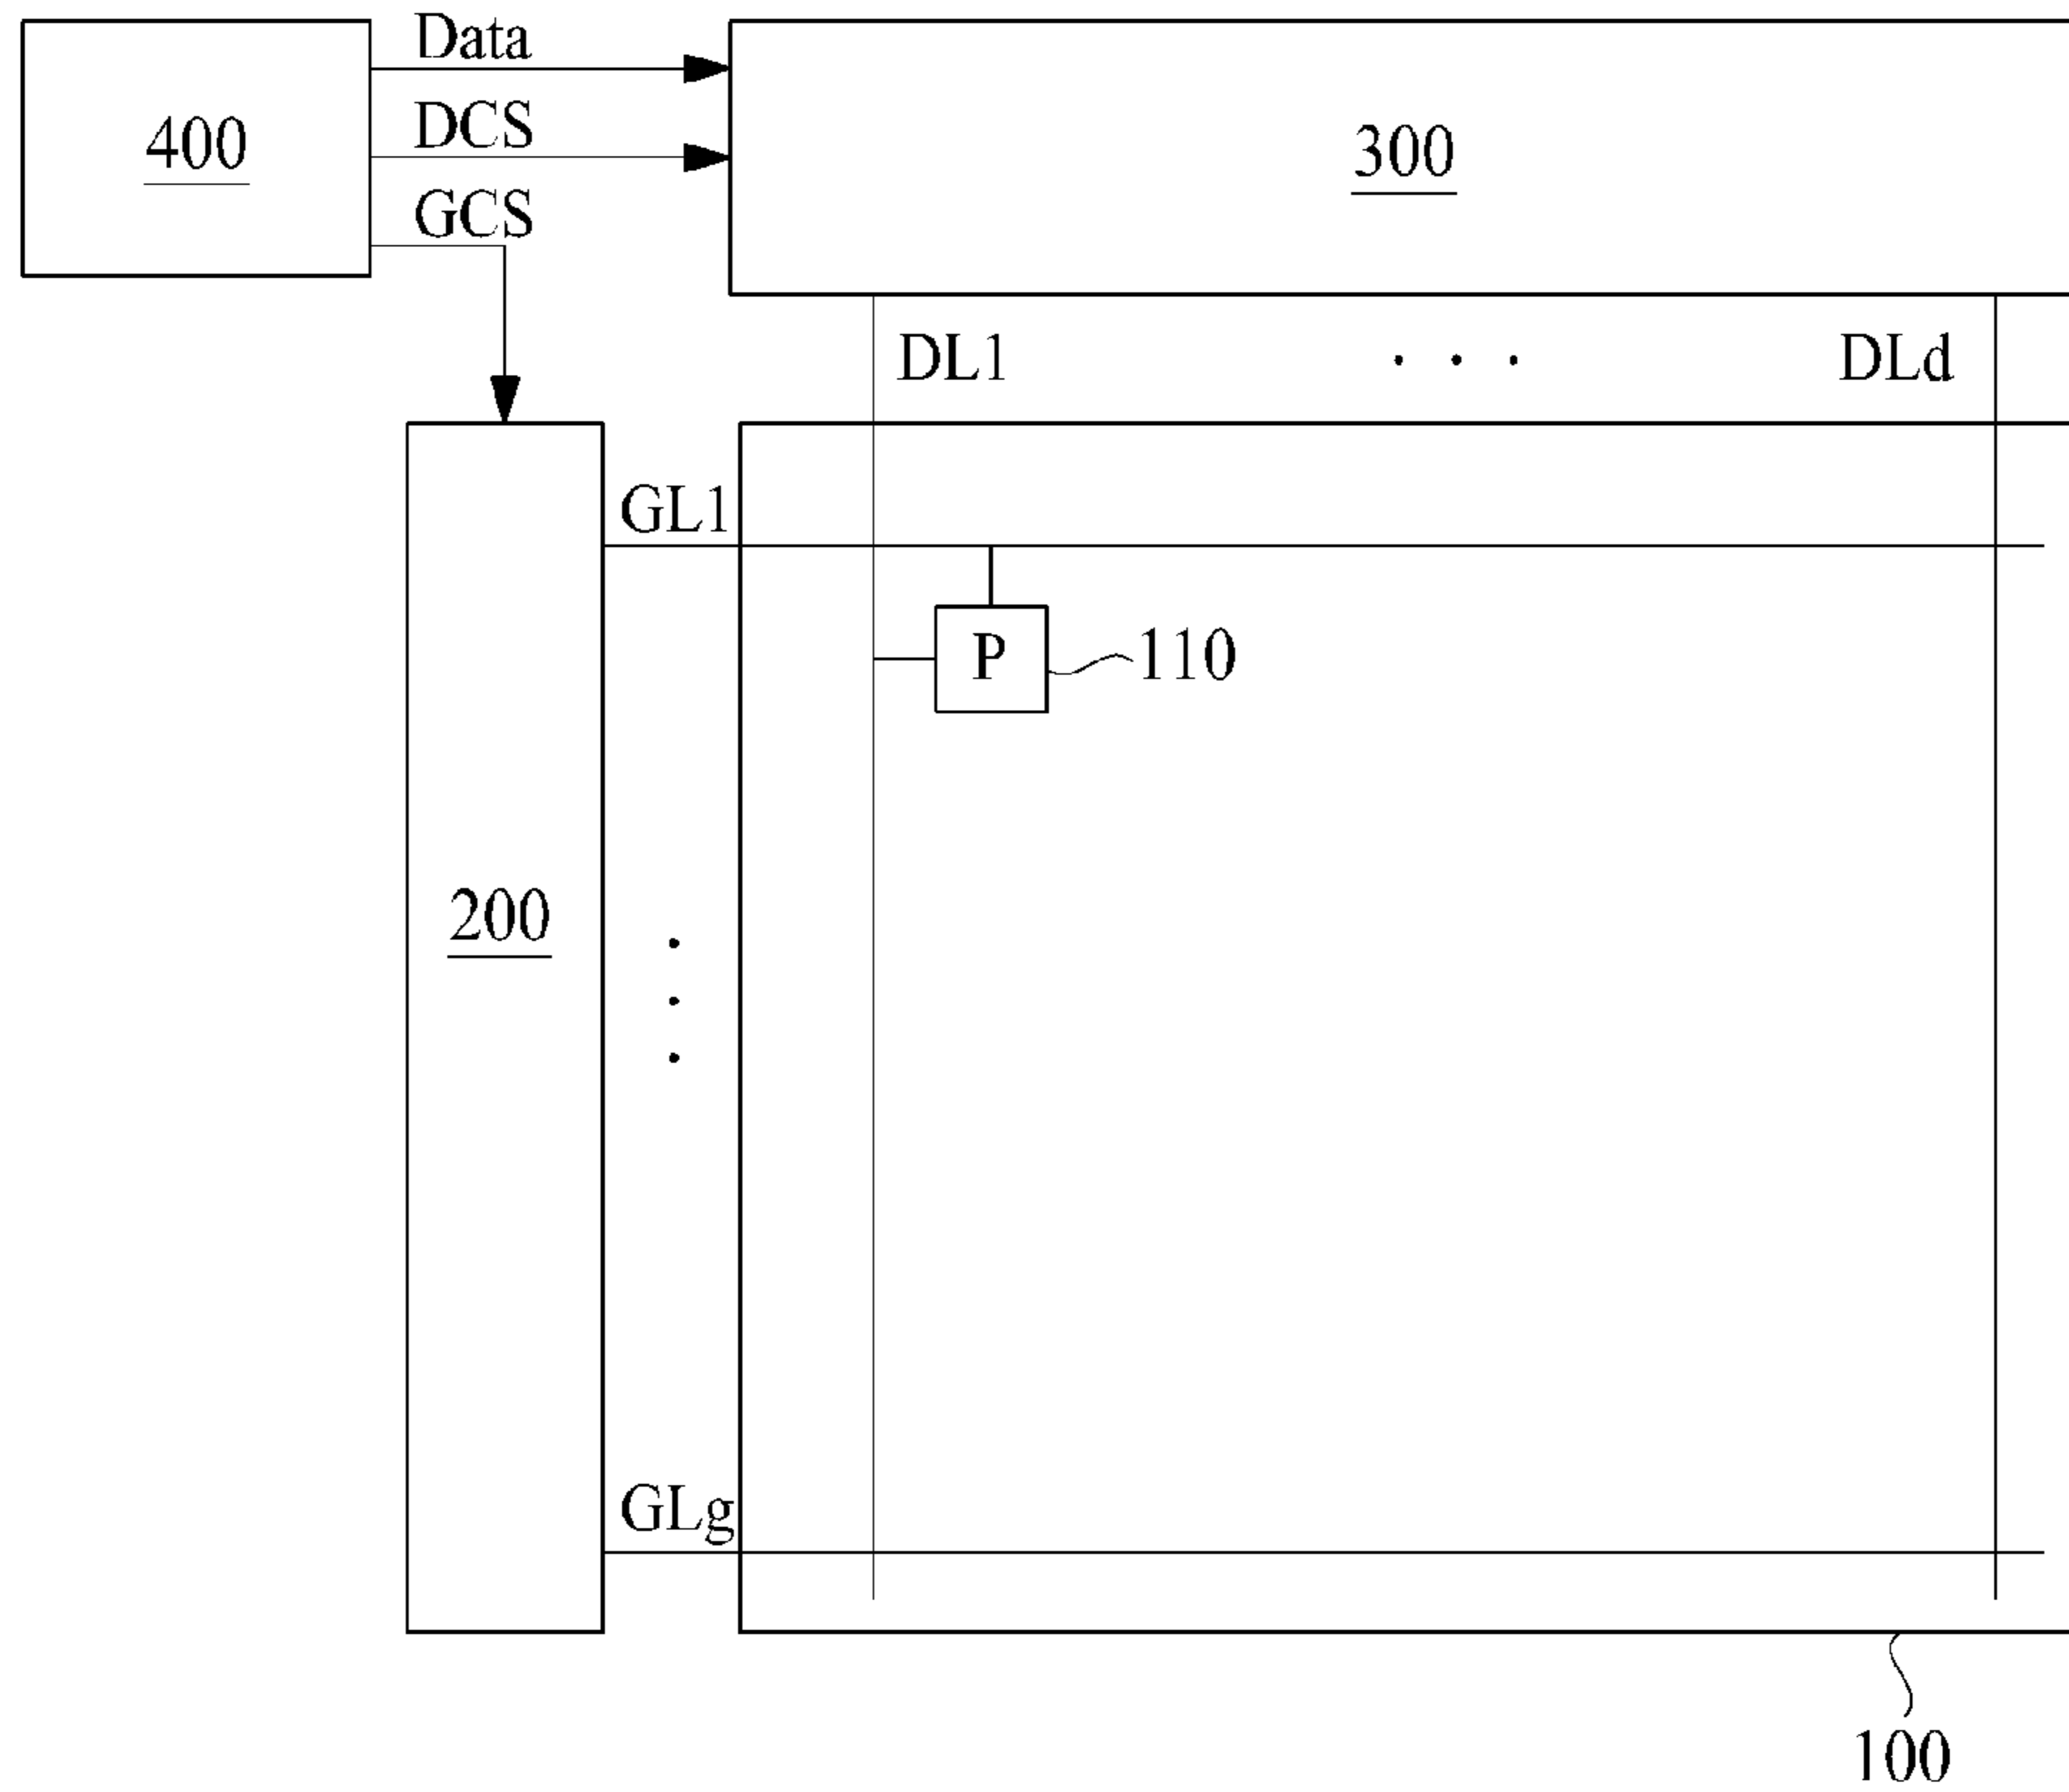 Data
DCS
GCS
400
300
DL1 . . . DLd
GL1
P
110
200
GLg
100